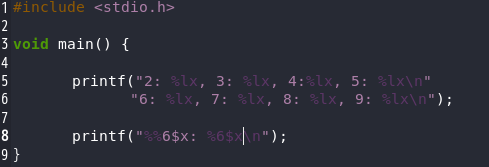 1 #include <stdio.h>
2
3 void main() {
4
5 printf("2: %lx, 3: %lx, 4:%lx, 5: %lx\n"
6 "6: %lx, 7: %lx, 8: %lx, 9: %lx\n");
7
8 printf("%%6$x: %6$x\n");
9 }